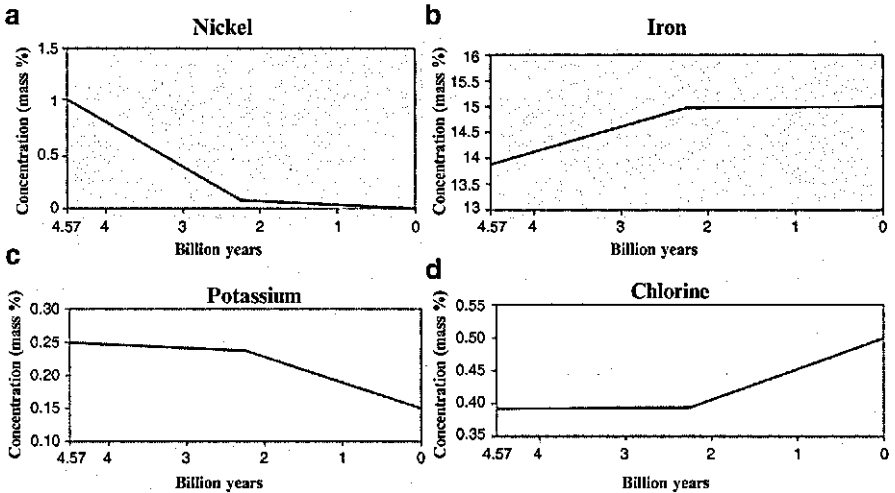 a
Nickel
Concentration (mass %)
1.5
1
0.5
0
4.57 4 3 2 1 0
Billion years
b
Iron
Concentration (mass %)
16
15.5
15
14.5
14
13.5
13
4.57 4 3 2 1 0
Billion years
c
Potassium
Concentration (mass %)
0.30
0.25
0.20
0.15
0.10
4.57 4 3 2 1 0
Billion years
d
Chlorine
Concentration (mass %)
0.55
0.50
0.40
0.35
4.57 4 3 2 1 0
Billion years